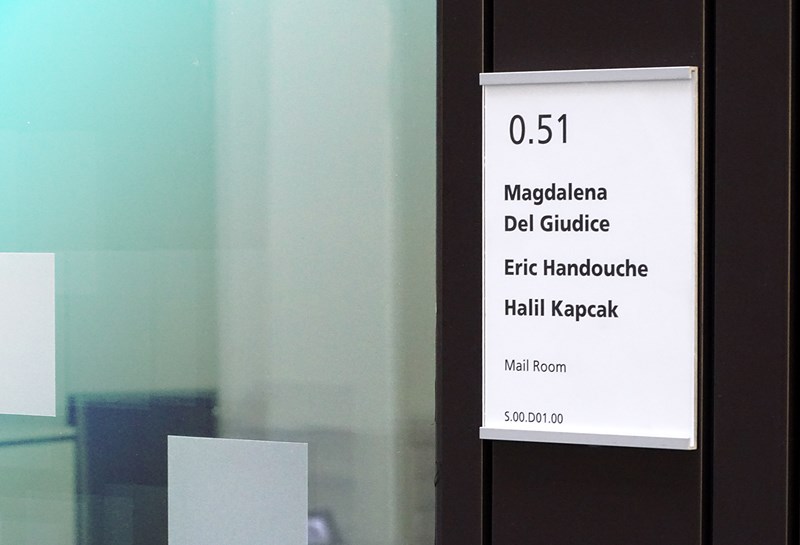 0.51
Magdalena
Del Giudice
Eric Handouche
Halil Kapcak
Mail Room
S.00.D01.00